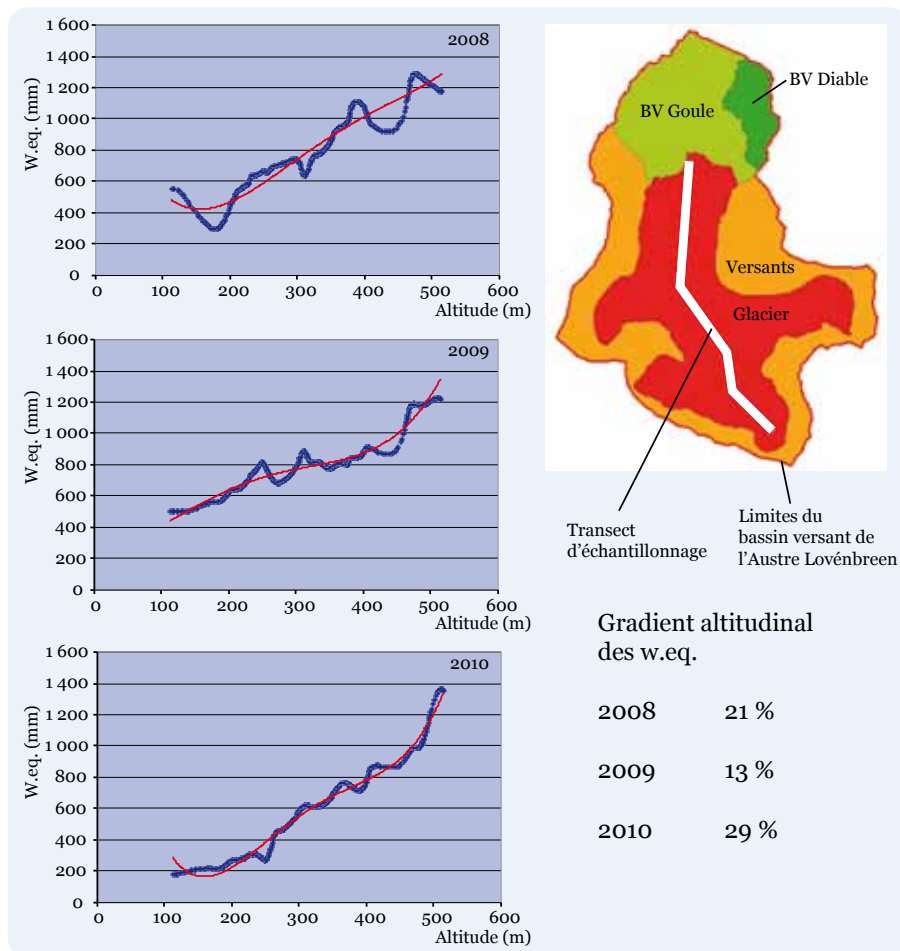 2008
W.eq. (mm)
1 600
1 400
1 200
1 000
800
600
400
200
0
0 100 200 300 400 500 600
Altitude (m)
2009
W.eq. (mm)
1 600
1 400
1 200
1 000
800
600
400
200
0
0 100 200 300 400 500 600
Altitude (m)
2010
W.eq. (mm)
1 600
1 400
1 200
1 000
800
600
400
200
0
0 100 200 300 400 500 600
Altitude (m)
BV Diable
BV Goule
Versants
Glacier
Transect
d'échantillonnage
Limites du
bassin versant de
l'Austre Lovénbreen
Gradient altitudinal
des w.eq.
2008 21 %
2009 13 %
2010 29 %